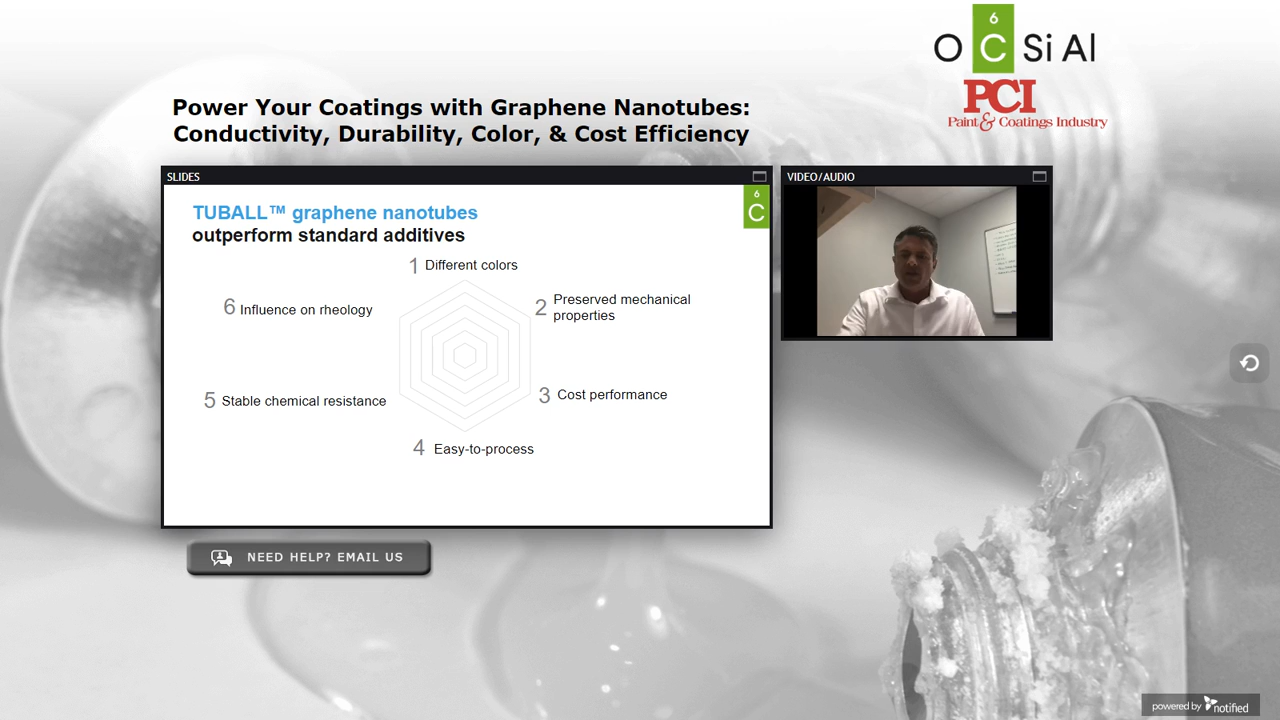 6
O C Si Al
PCI
Paint & Coatings Industry
Power Your Coatings with Graphene Nanotubes:
Conductivity, Durability, Color, & Cost Efficiency
SLIDES
VIDEO/AUDIO
6
C
TUBALL™ graphene nanotubes
outperform standard additives
1 Different colors
2 Preserved mechanical
properties
3 Cost performance
4 Easy-to-process
5 Stable chemical resistance
6 Influence on rheology
NEED HELP? EMAIL US
powered by notified